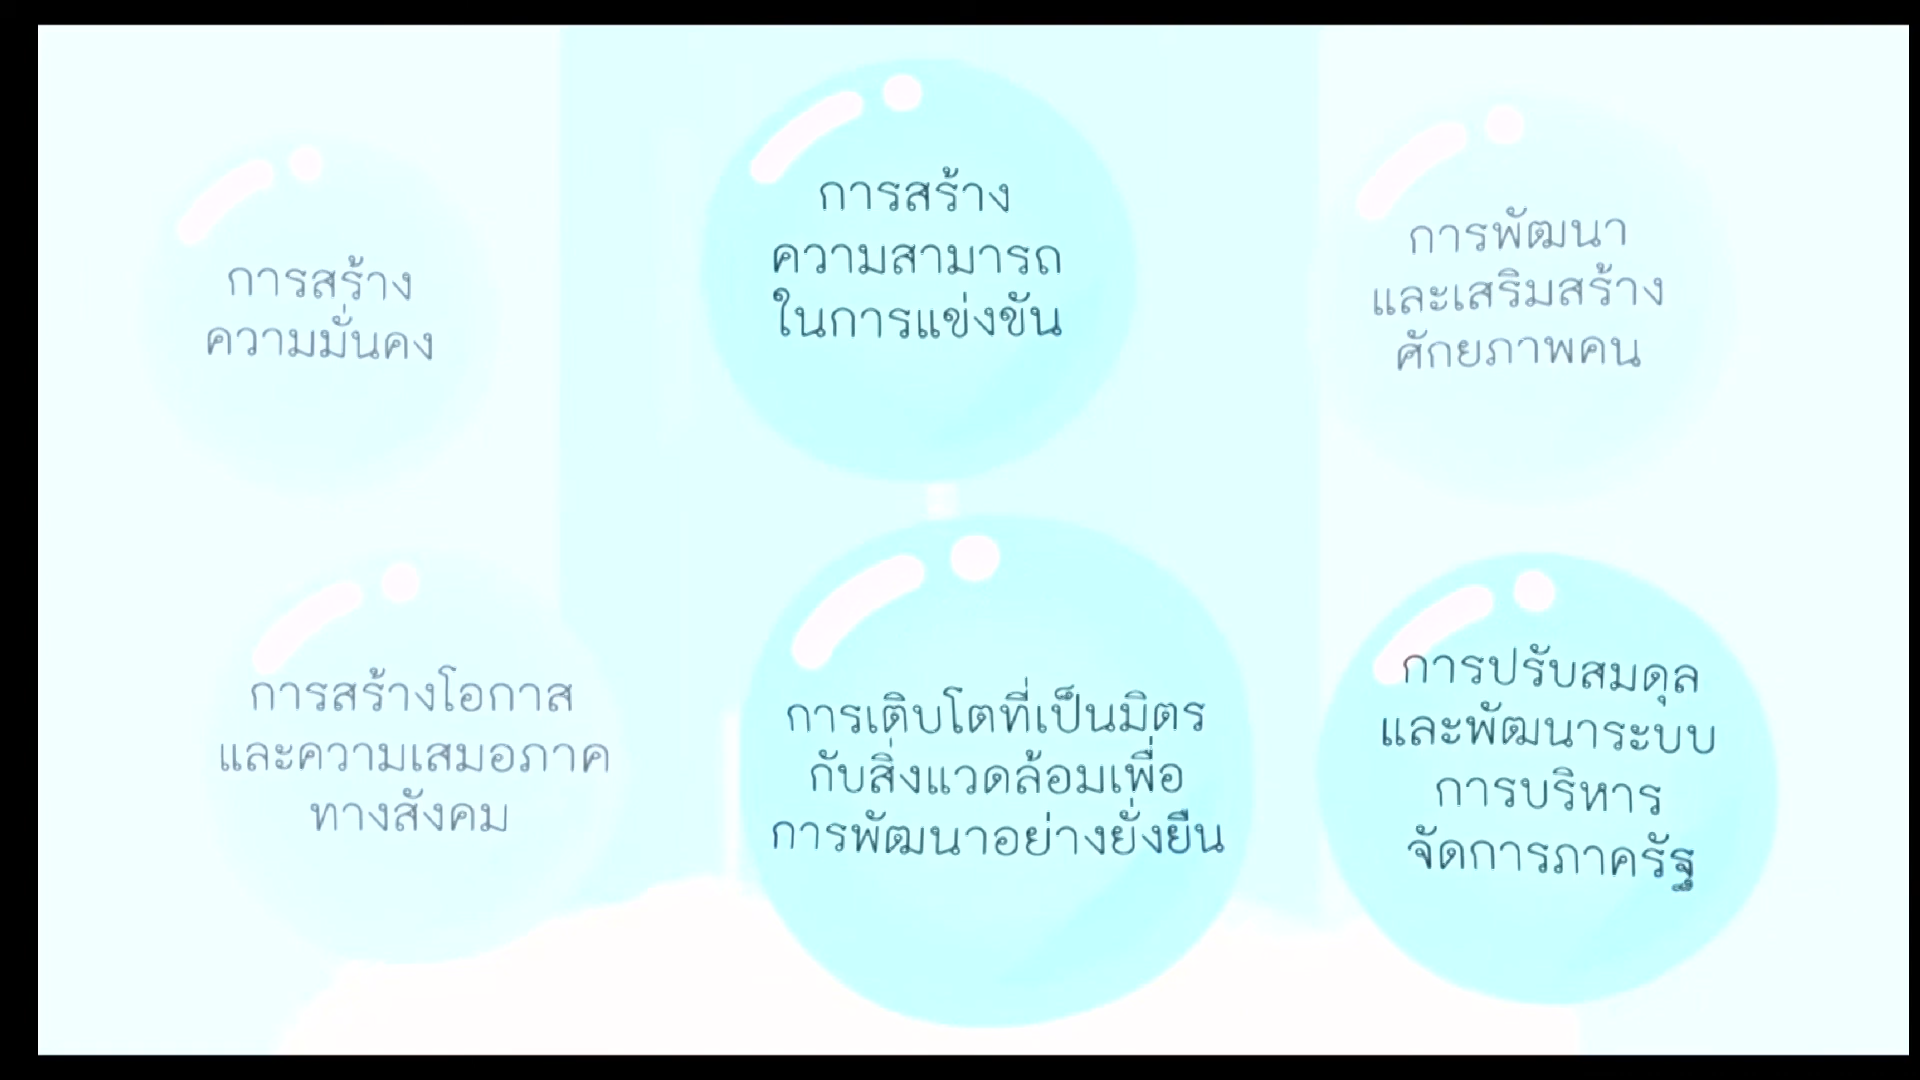 การสร้าง
ความมั่นคง
การสร้าง
ความสามารถ
ในการแข่งขัน
การพัฒนา
และเสริมสร้าง
ศักยภาพคน
การสร้างโอกาส
และความเสมอภาค
ทางสังคม
การเติบโตที่เป็นมิตร
กับสิ่งแวดล้อมเพื่อ
การพัฒนาอย่างยั่งยืน
การปรับสมดุล
และพัฒนาระบบ
การบริหาร
จัดการภาครัฐ